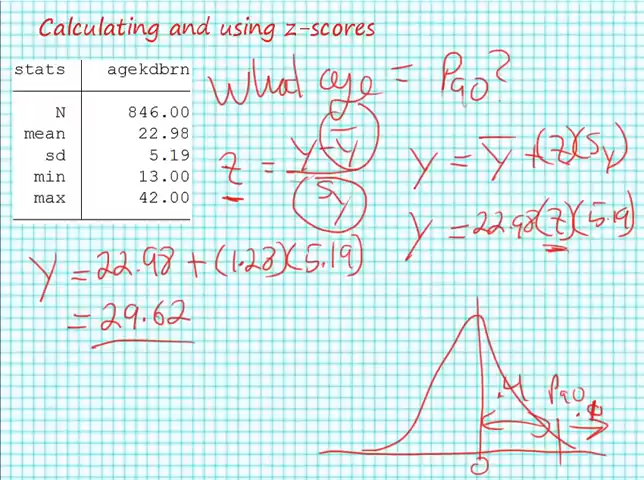 Calculating and using z-scores
stats agekdbrn
N 846.00
mean 22.98
sd 5.19
min 13.00
max 42.00
What age = P90?
z = y - ȳ / sy
y = ȳ + (z)(sy)
y = 22.98(z)(5.19)
y = 22.98 + (1.28)(5.19)
= 29.62
.4
P90
0